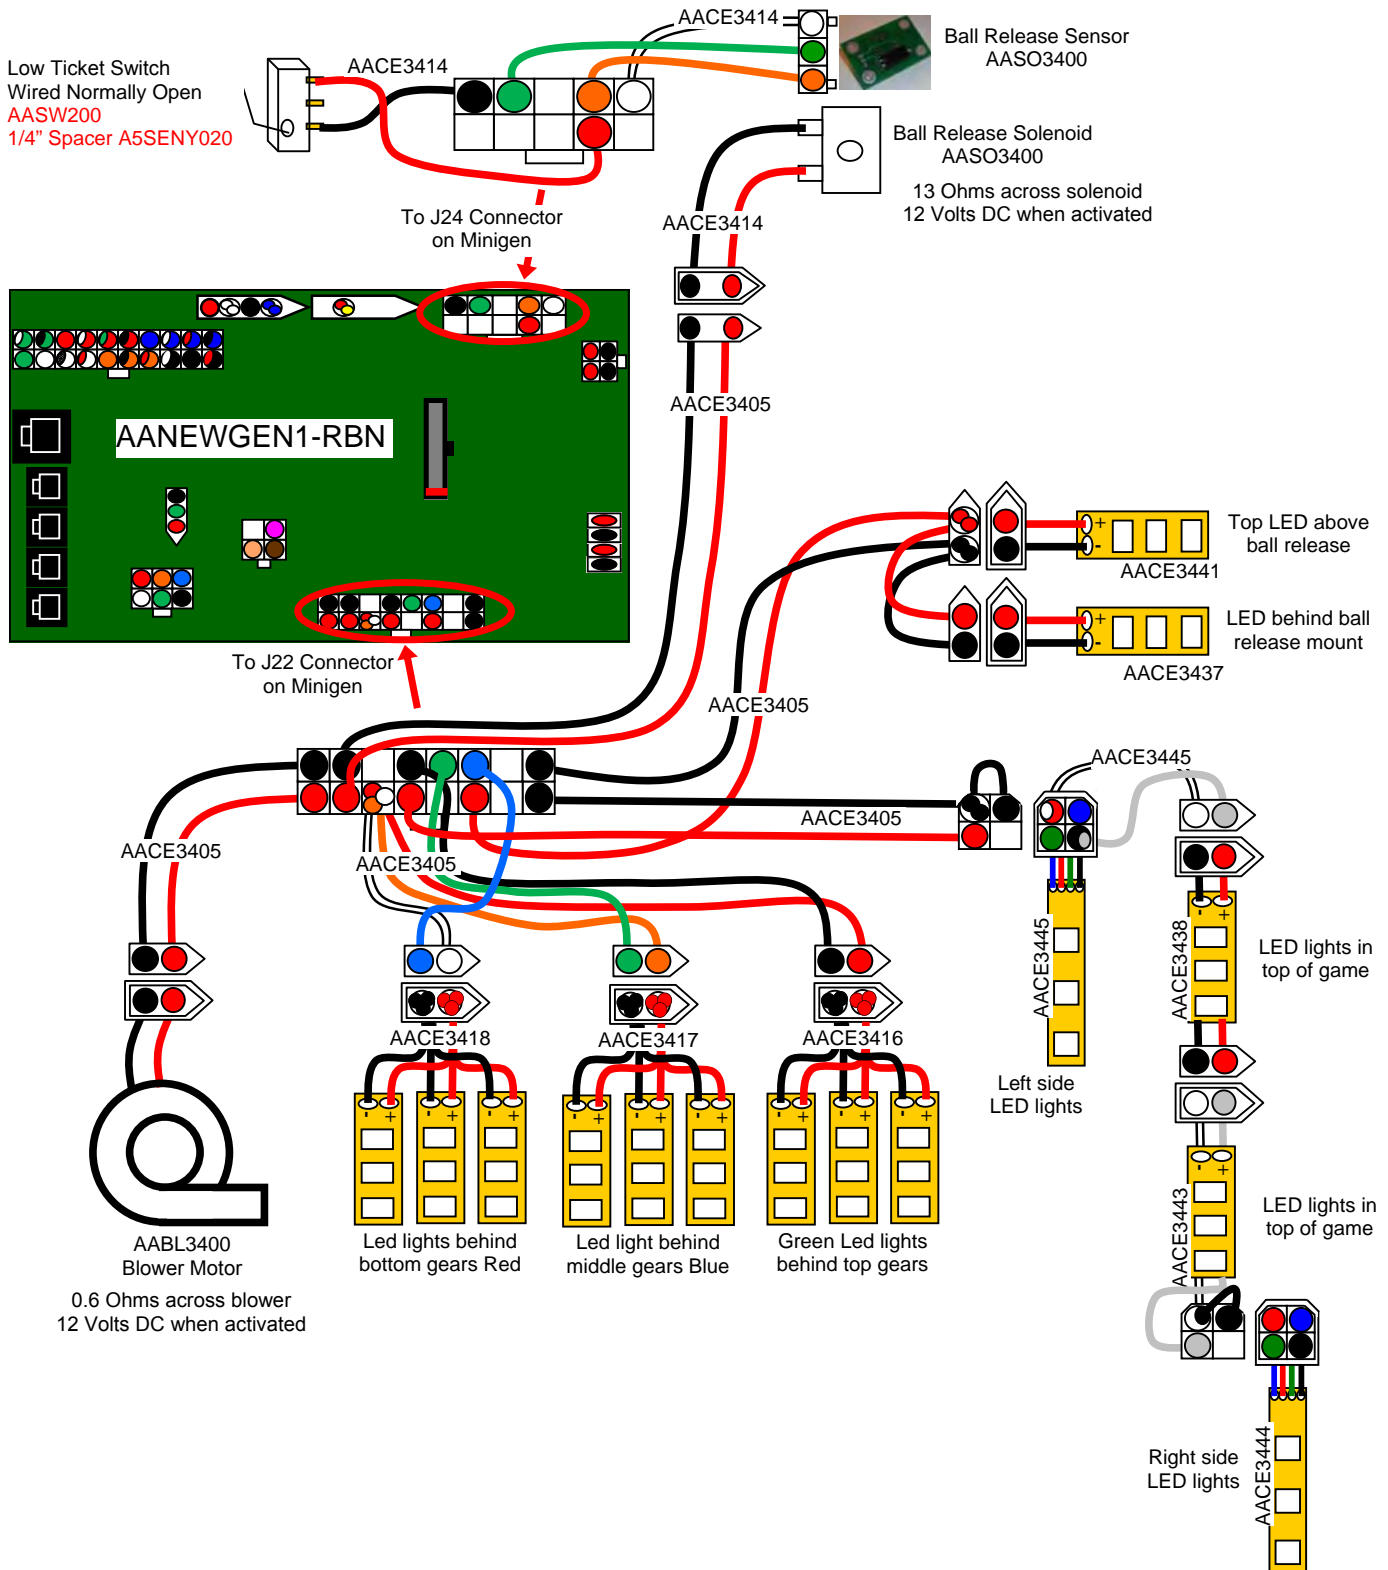 AACE3414
Ball Release Sensor
AASO3400
Low Ticket Switch
Wired Normally Open
AASW200
1/4” Spacer A5SENY020
AACE3414
Ball Release Solenoid
AASO3400
13 Ohms across solenoid
12 Volts DC when activated
To J24 Connector
on Minigen
AACE3414
AACE3405
AANEWGEN1-RBN
+
-
Top LED above
ball release
AACE3441
+
-
LED behind ball
release mount
AACE3437
To J22 Connector
on Minigen
AACE3405
AACE3445
AACE3405
AACE3405
AACE3405
AACE3445
- +
AACE3438
LED lights in
top of game
AACE3418
AACE3417
AACE3416
Left side
LED lights
- +
- +
- +
- +
- +
- +
- +
- +
- +
- +
AACE3443
LED lights in
top of game
AABL3400
Blower Motor
0.6 Ohms across blower
12 Volts DC when activated
Led lights behind
bottom gears Red
Led light behind
middle gears Blue
Green Led lights
behind top gears
Right side
LED lights
AACE3444